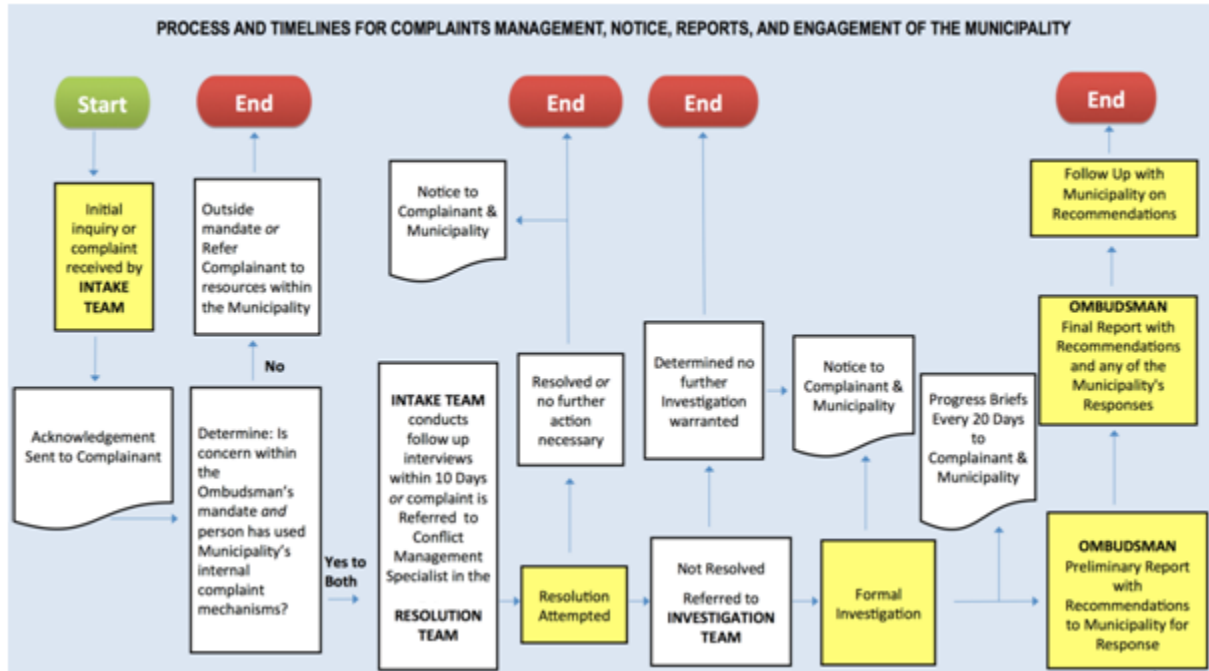 PROCESS AND TIMELINES FOR COMPLAINTS MANAGEMENT, NOTICE, REPORTS, AND ENGAGEMENT OF THE MUNICIPALITY
Start
End
End
End
End
Initial
inquiry or
complaint
received by
INTAKE
TEAM
Acknowledgement
Sent to Complainant
Outside
mandate or
Refer
Complainant to
resources within
the Municipality
No
Determine: Is
concern within
the
Ombudsman's
mandate and
person has used
Municipality's
internal
complaint
mechanisms?
Yes to
Both
INTAKE TEAM
conducts
follow up
interviews
within 10 Days
or complaint is
Referred to
Conflict
Management
Specialist in the
RESOLUTION
TEAM
Notice to
Complainant &
Municipality
Resolved or
no further
action
necessary
Resolution
Attempted
Determined no
further
Investigation
warranted
Not Resolved
Referred to
INVESTIGATION
TEAM
Notice to
Complainant &
Municipality
Formal
Investigation
Progress Briefs
Every 20 Days
to
Complainant &
Municipality
Follow Up with
Municipality on
Recommendations
OMBUDSMAN
Final Report with
Recommendations
and any of the
Municipality's
Responses
OMBUDSMAN
Preliminary Report
with
Recommendations
to Municipality for
Response